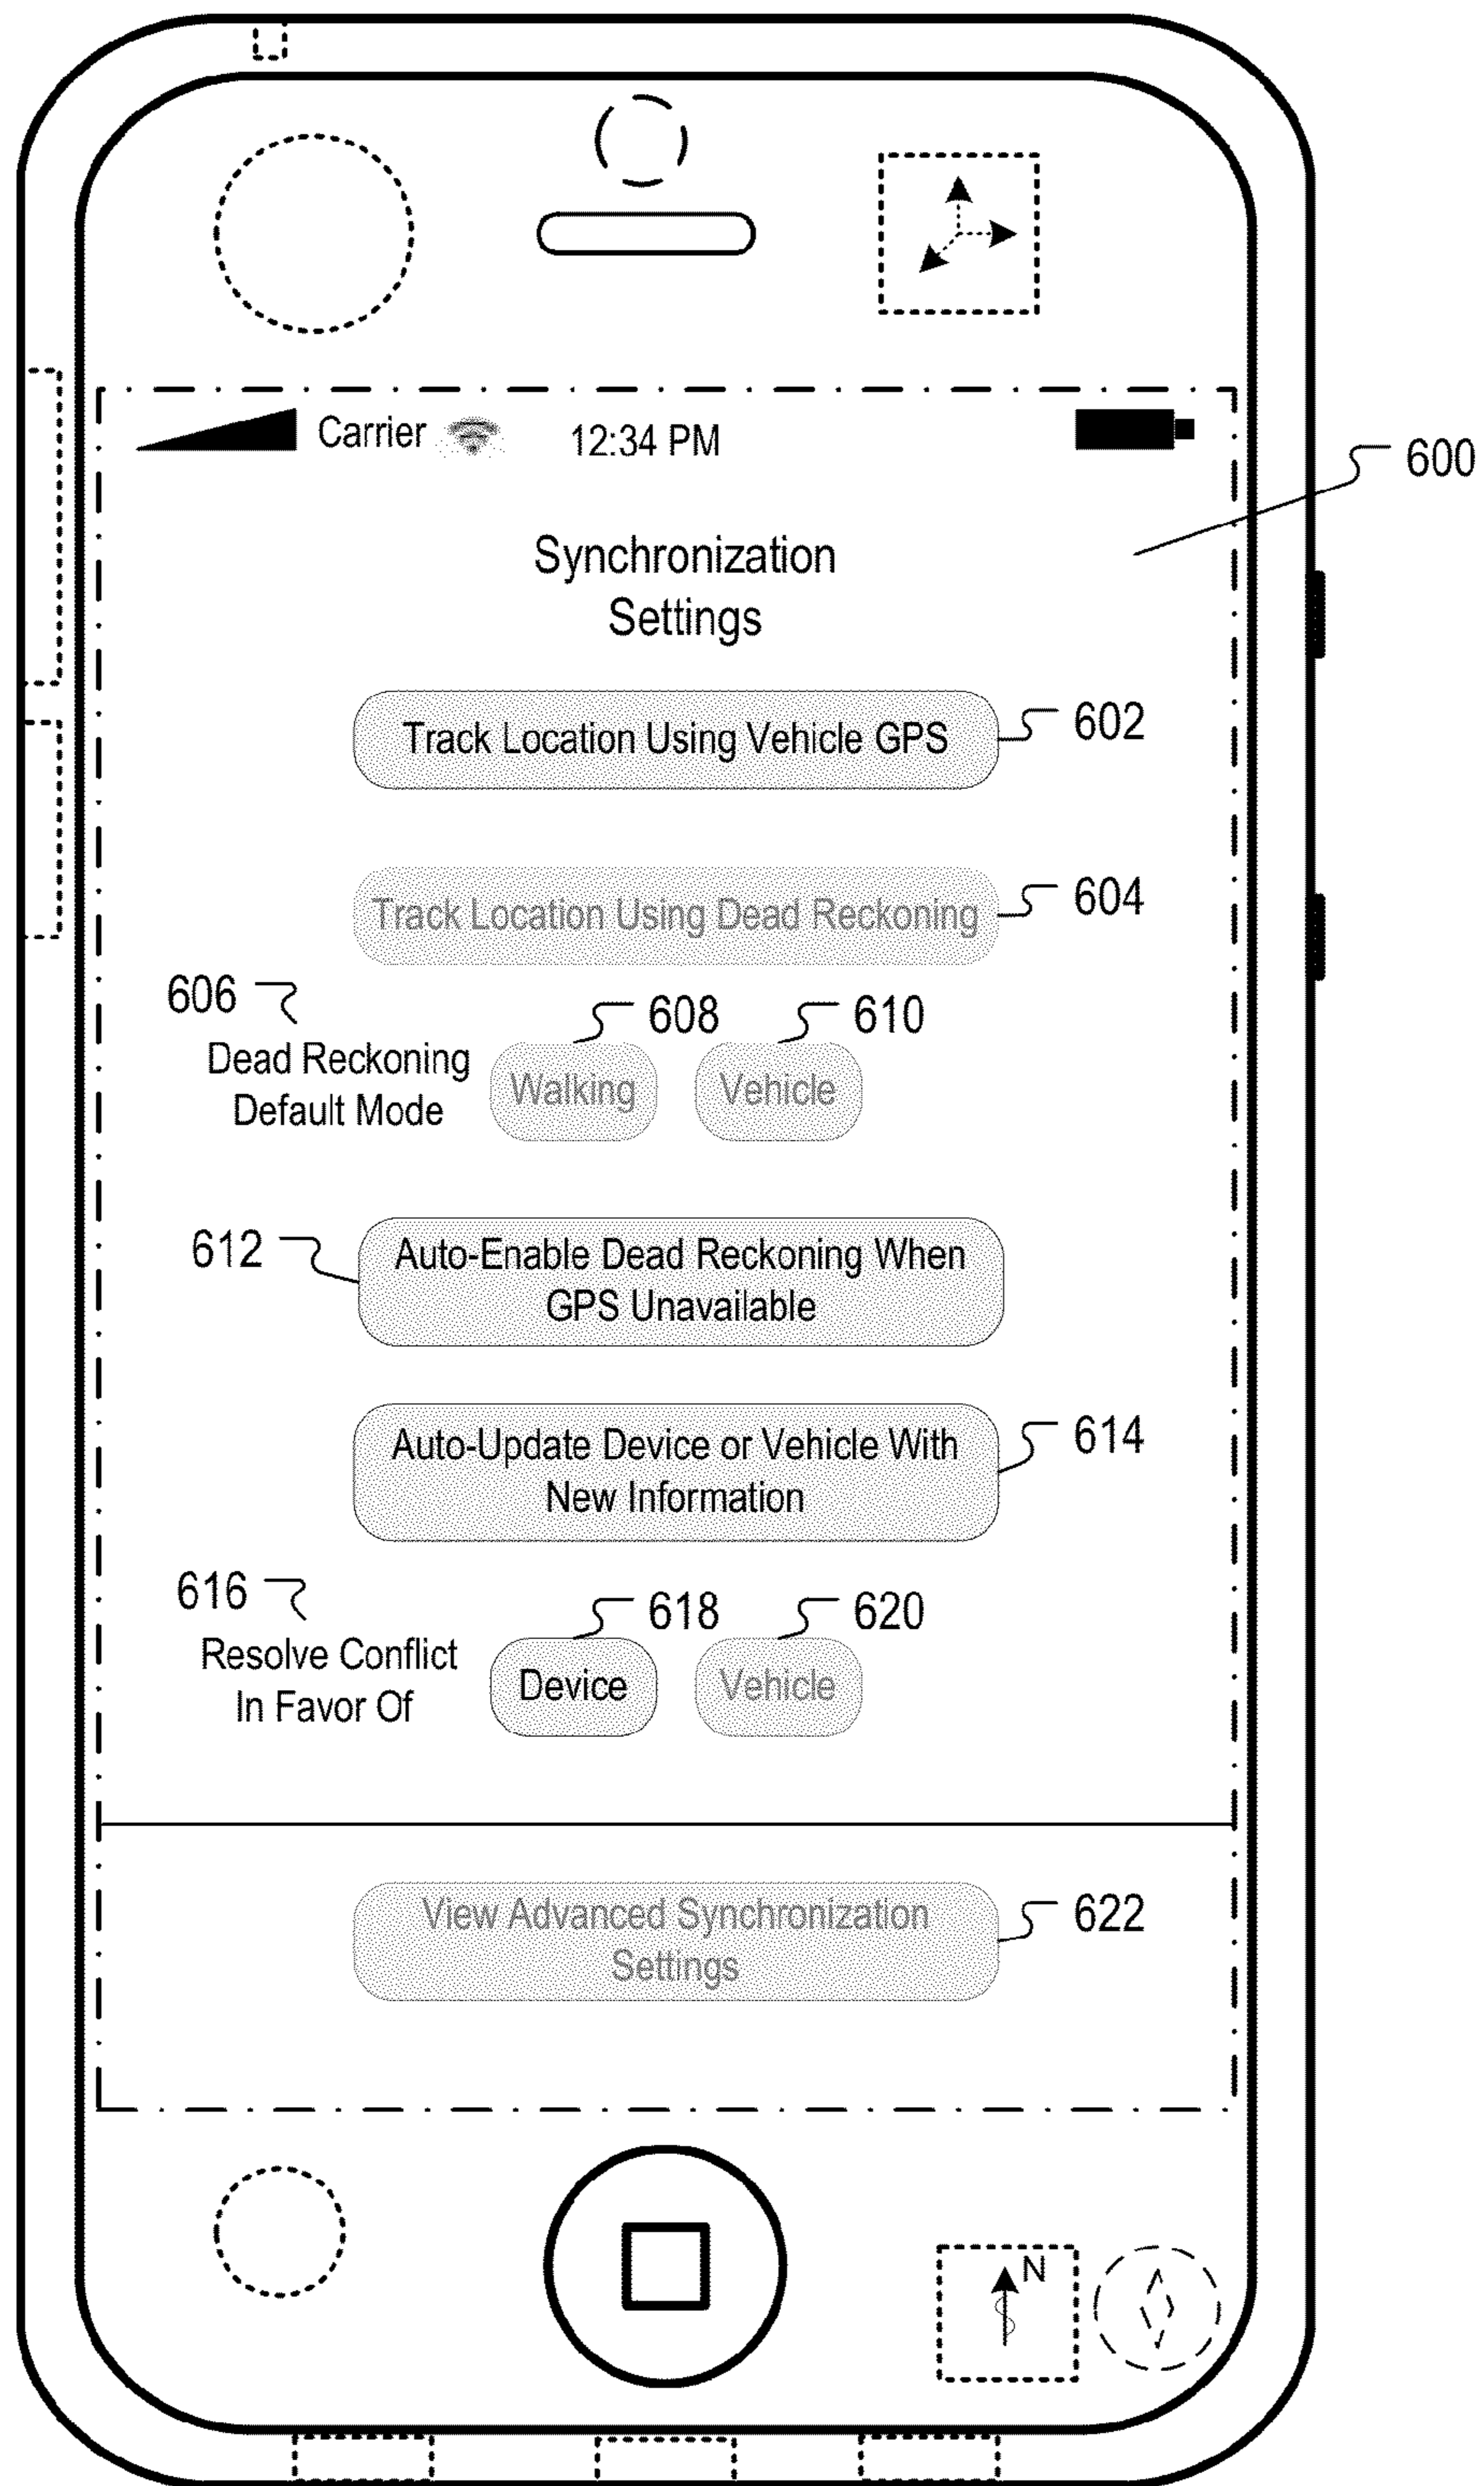 Carrier 12:34 PM
600
Synchronization
Settings
Track Location Using Vehicle GPS
602
Track Location Using Dead Reckoning
604
606
608
610
Dead Reckoning
Default Mode
Walking
Vehicle
612
Auto-Enable Dead Reckoning When
GPS Unavailable
Auto-Update Device or Vehicle With
New Information
614
616
618
620
Resolve Conflict
In Favor Of
Device
Vehicle
View Advanced Synchronization
Settings
622
N